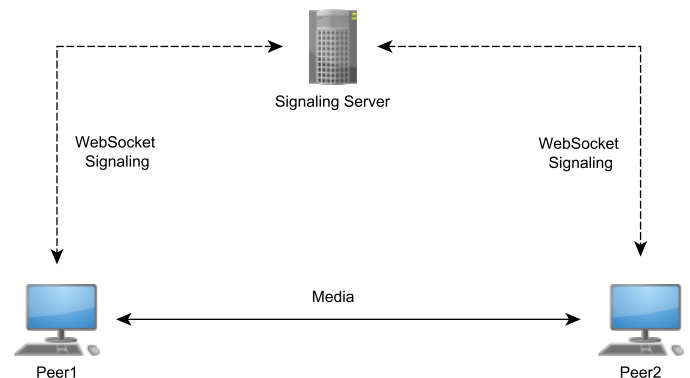 Signaling Server
WebSocket
Signaling
WebSocket
Signaling
Media
Peer1
Peer2